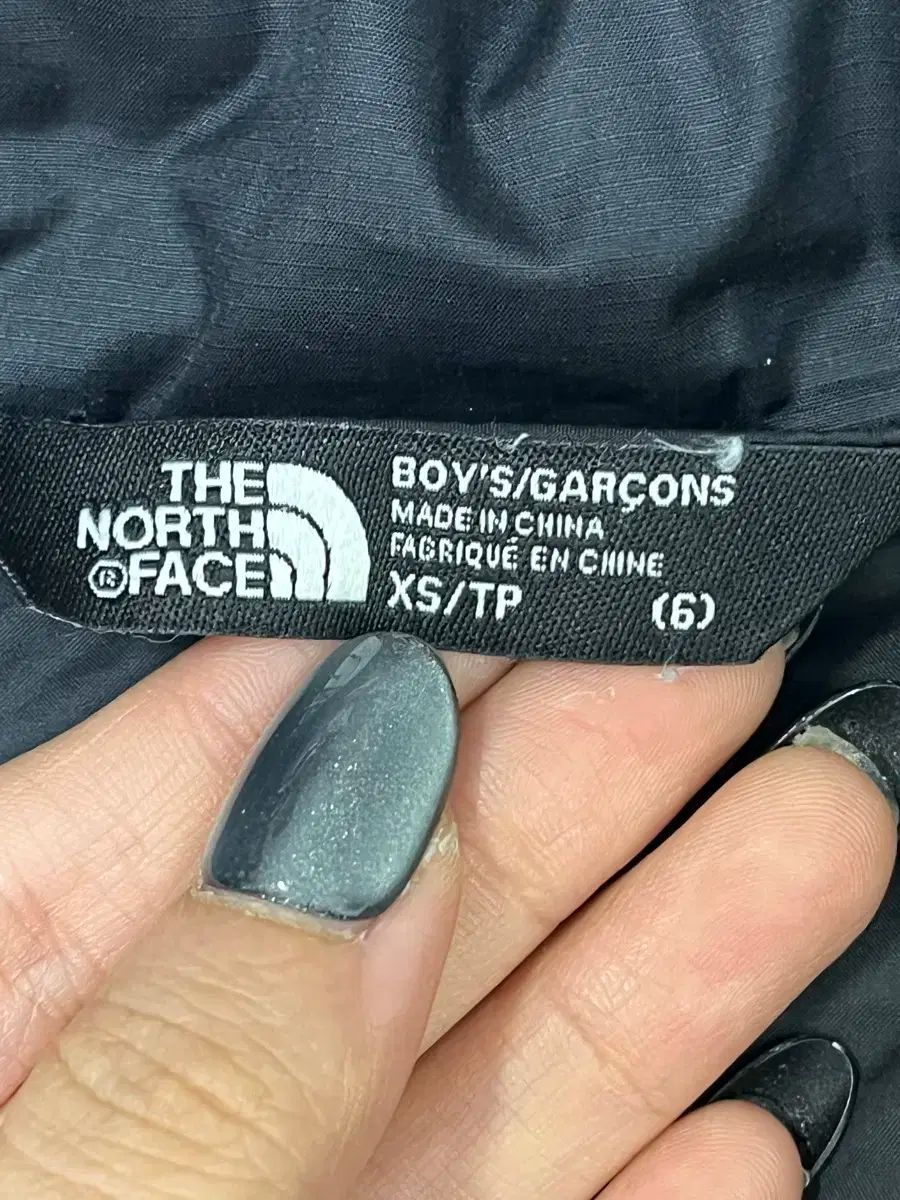 THE
NORTH
®FACE
BOY'S/GARÇONS
MADE IN CHINA
FABRIQUÉ EN CHINE
XS/TP (6)